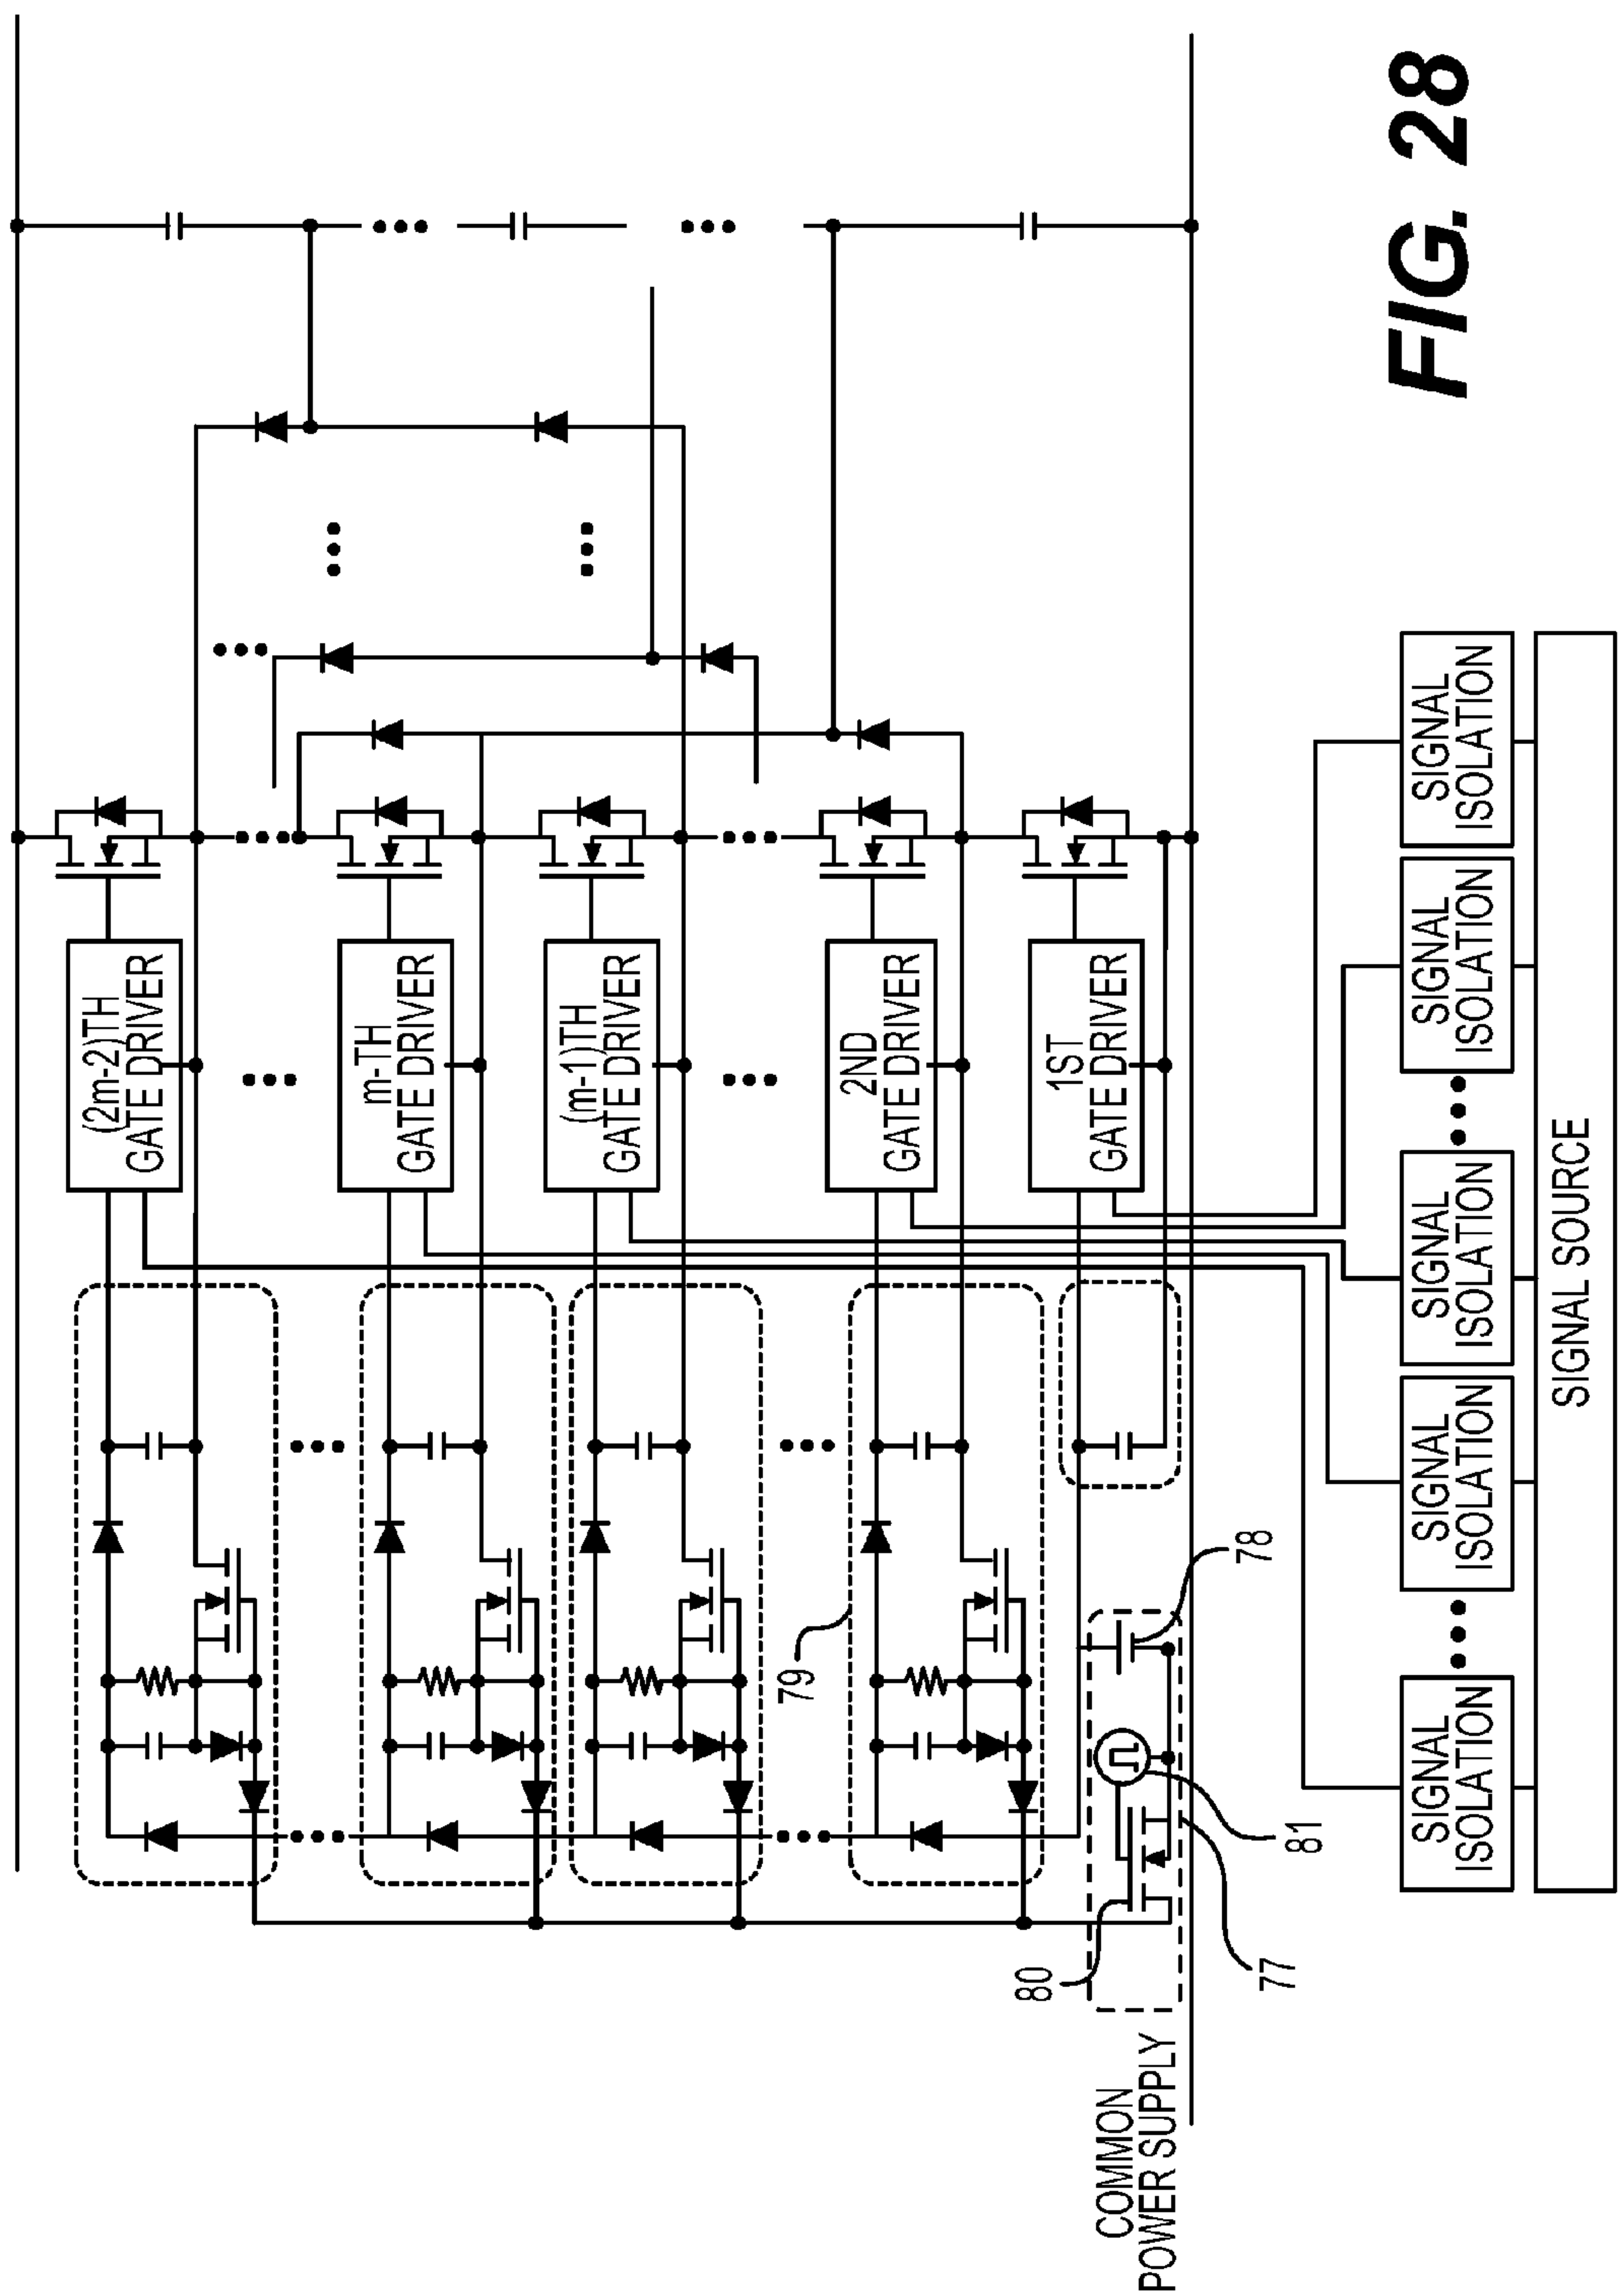 (2m-2)TH
GATE DRIVER
m-TH
GATE DRIVER
(m-1)TH
GATE DRIVER
2ND
GATE DRIVER
1ST
GATE DRIVER
79
78
80
81
77
COMMON
POWER SUPPLY
SIGNAL
ISOLATION
SIGNAL
ISOLATION
SIGNAL
ISOLATION
SIGNAL
ISOLATION
SIGNAL
ISOLATION
SIGNAL SOURCE
FIG. 28